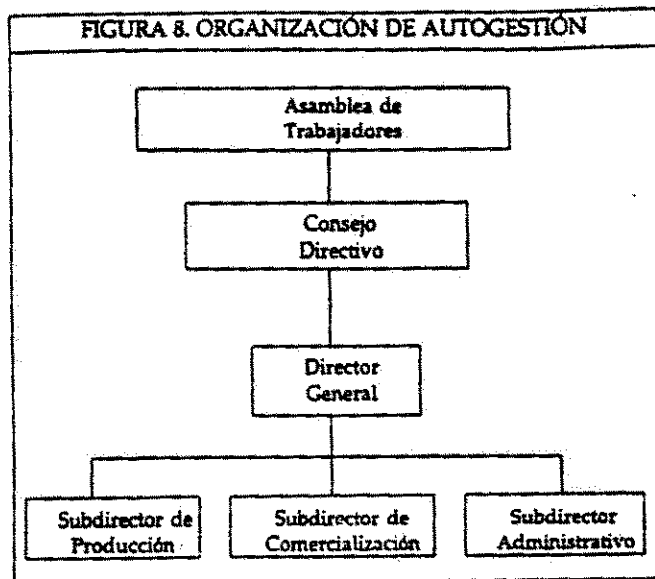 FIGURA 8. ORGANIZACIÓN DE AUTOGESTIÓN
Asamblea de
Trabajadores
Consejo
Directivo
Director
General
Subdirector de
Producción
Subdirector de
Comercialización
Subdirector
Administrativo